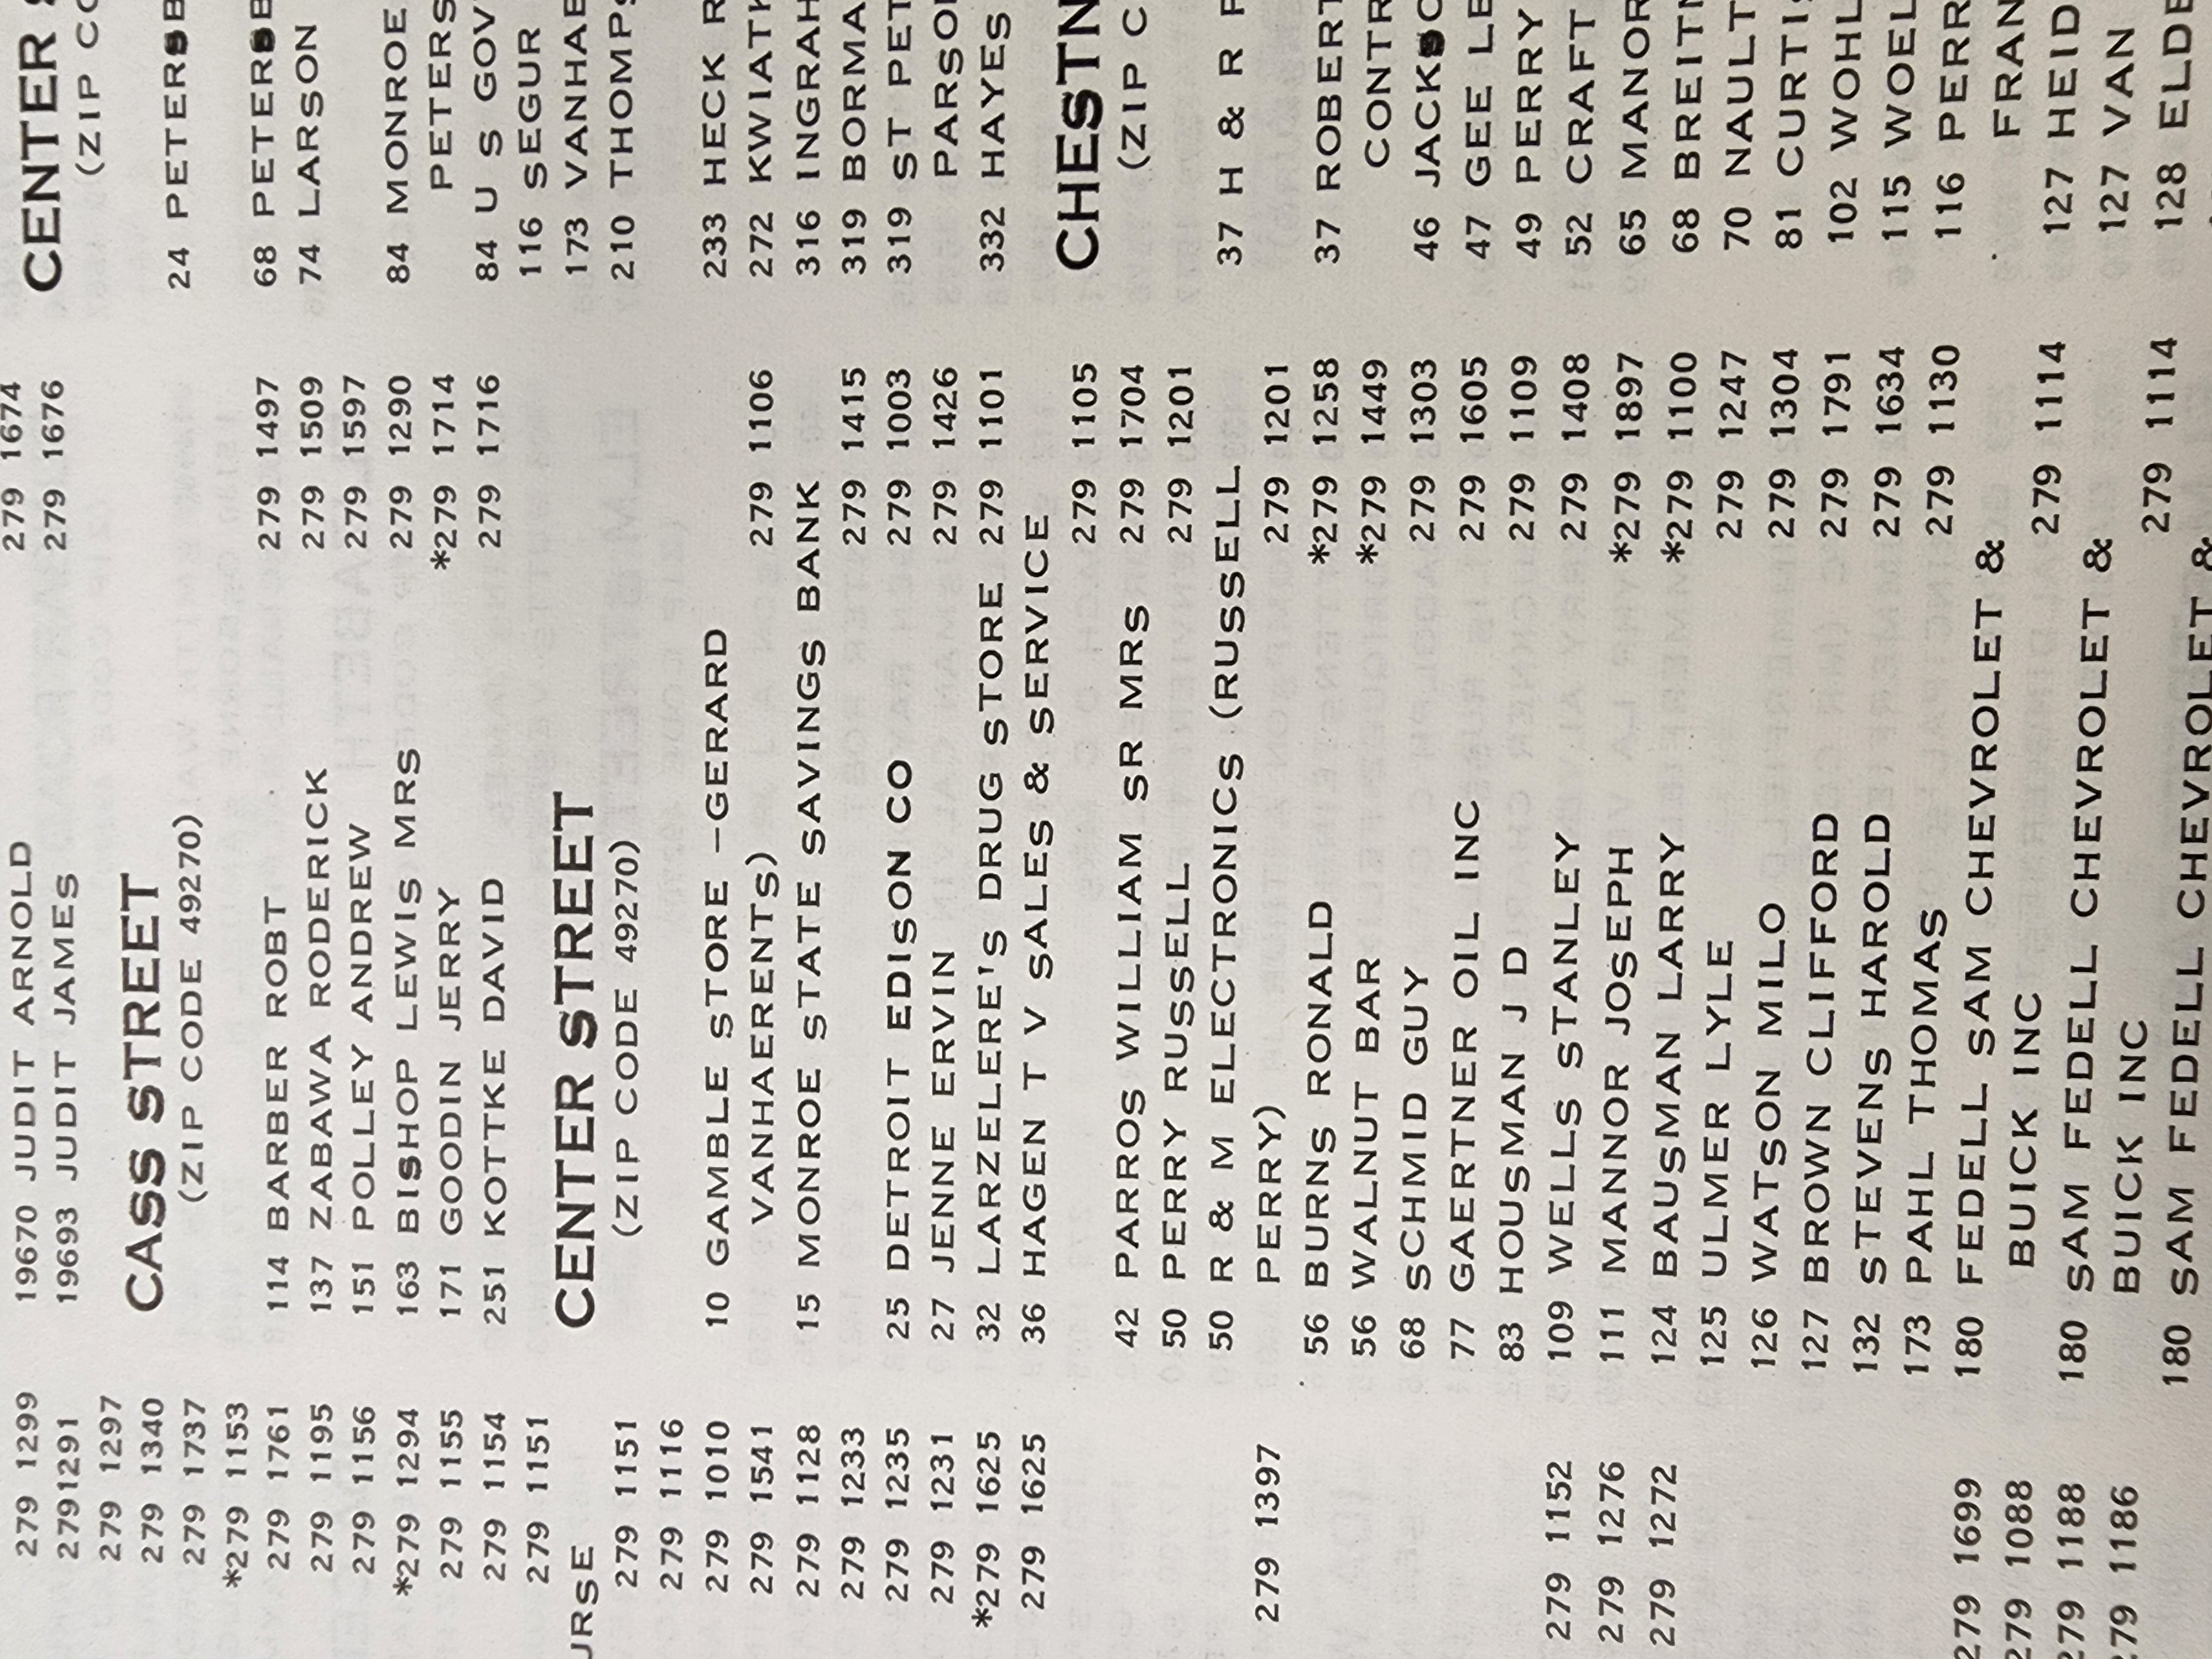 279 1299
279 1291
279 1297
279 1340
279 1737
*279 1153
279 1761
279 1195
279 1156
*279 1294
279 1155
279 1154
279 1151
URSE
279 1151
279 1116
279 1010
279 1541
279 1128
279 1233
279 1235
279 1231
*279 1625
279 1625
279 1397
279 1152
279 1276
279 1272
279 1699
279 1088
279 1188
279 1186
19670 JUDIT ARNOLD 279 1674
19693 JUDIT JAMES 279 1676
CASS STREET
(ZIP CODE 49270)
114 BARBER ROBT 279 1497
137 ZABAWA RODERICK 279 1509
151 POLLEY ANDREW 279 1597
163 BISHOP LEWIS MRS 279 1290
171 GOODIN JERRY *279 1714
251 KOTTKE DAVID 279 1716
CENTER STREET
(ZIP CODE 49270)
10 GAMBLE STORE -GERARD
VANHAERENTS) 279 1106
15 MONROE STATE SAVINGS BANK
279 1415
25 DETROIT EDISON CO 279 1003
27 JENNE ERVIN 279 1426
32 LARZELERE'S DRUG STORE 279 1101
36 HAGEN T V SALES & SERVICE
279 1105
42 PARROS WILLIAM SR MRS 279 1704
50 PERRY RUSSELL 279 1201
50 R & M ELECTRONICS (RUSSELL
PERRY) 279 1201
56 BURNS RONALD *279 1258
56 WALNUT BAR *279 1449
68 SCHMID GUY 279 1303
77 GAERTNER OIL INC 279 1605
83 HOUSMAN J D 279 1109
109 WELLS STANLEY 279 1408
111 MANNOR JOSEPH *279 1897
124 BAUSMAN LARRY *279 1100
125 ULMER LYLE 279 1247
126 WATSON MILO 279 1304
127 BROWN CLIFFORD 279 1791
132 STEVENS HAROLD 279 1634
173 PAHL THOMAS 279 1130
180 FEDELL SAM CHEVROLET &
BUICK INC 279 1114
180 SAM FEDELL CHEVROLET &
BUICK INC 279 1114
180 SAM FEDELL CHEVROLET &
CENTER S
(ZIP CO
24 PETERSB
68 PETERSB
74 LARSON
84 MONROE
PETERS
84 U S GOV
116 SEGUR
173 VANHAE
210 THOMPS
233 HECK R
272 KWIATK
316 INGRAH
319 BORMA
319 ST PET
PARSO
332 HAYES
CHESTN
(ZIP C
37 H & R F
37 ROBERT
CONTR
46 JACKSO
47 GEE LE
49 PERRY
52 CRAFT
65 MANOR
68 BREITN
70 NAULT
81 CURTIS
102 WOHL
115 WOEL
116 PERR
FRAN
127 HEID
127 VAN
128 ELDE